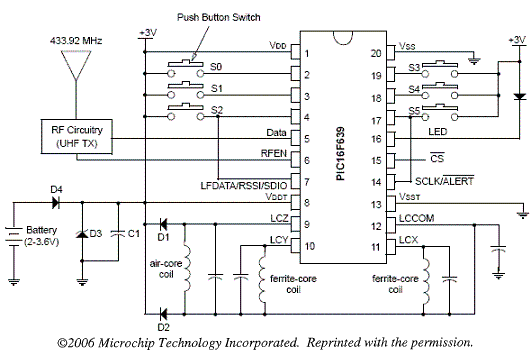 Push Button Switch
433.92 MHz
+3V
+3V
VDD
1
20
VSS
S0
2
19
S3
S1
3
18
S4
S2
4
17
S5
RF Circuitry
(UHF TX)
Data
5
16
LED
RFEN
6
15
CS
PIC16F639
7
14
SCLK/ALERT
LFDATA/RSSI/SDIO
D4
VDDT
8
13
VSST
Battery
(2-3.6V)
D3
C1
D1
LCZ
9
12
LCCOM
LCY
10
11
LCX
air-core
coil
ferrite-core
coil
ferrite-core
coil
D2
©2006 Microchip Technology Incorporated. Reprinted with the permission.